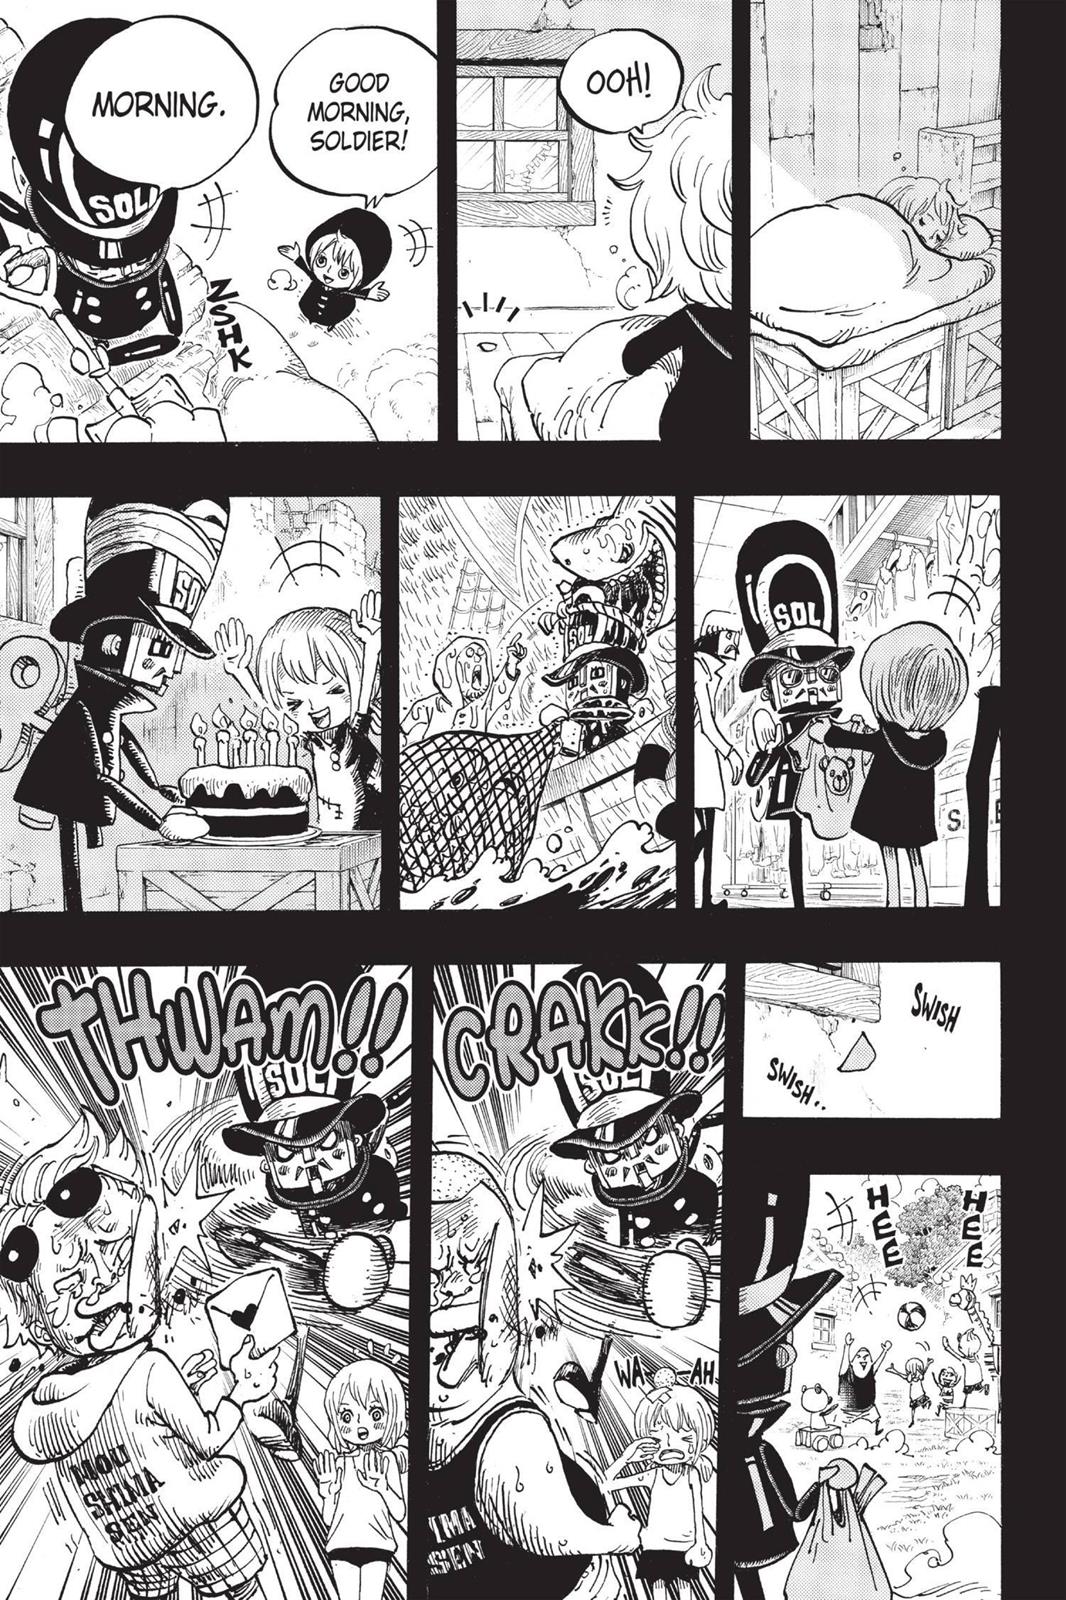 OOH!
GOOD
MORNING,
SOLDIER!
MORNING.
SOL
ZSHK
SOL
S
SOL
SO
SWISH
SWISH..
HEE
HEE
CRAKK!!
WA
AH
IMA
SEN
THWAM!!
SOL
MOU
SHIMA
SEN